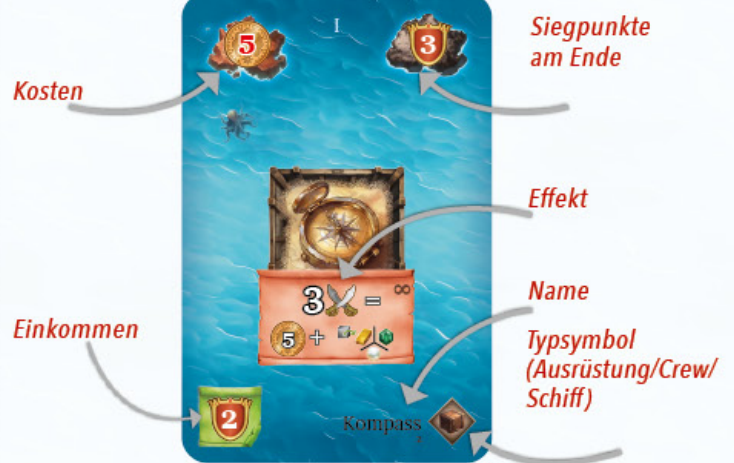 5
I
3
Siegpunkte
am Ende
Kosten
Effekt
3 = ∞
5 +
Name
Einkommen
Typsymbol
(Ausrüstung/Crew/
Schiff)
2
Kompass